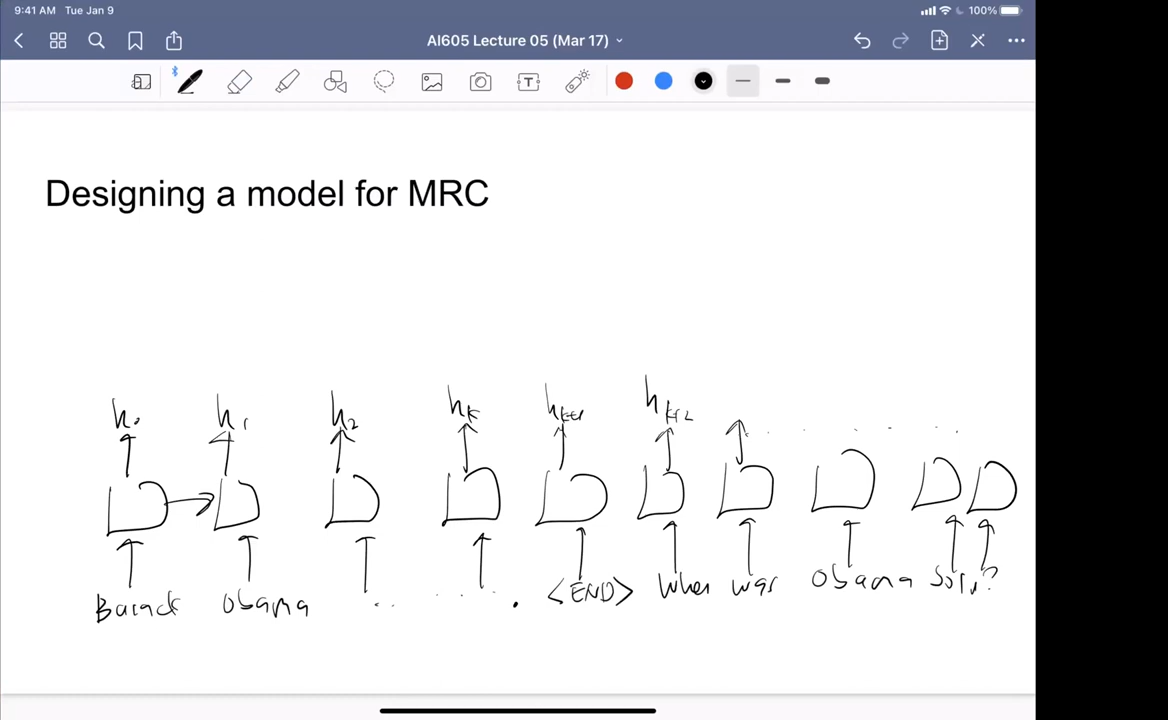 9:41 AM Tue Jan 9
100%
AI605 Lecture 05 (Mar 17)
T
Designing a model for MRC
h0 h1 h2 hk hk+1 hk+2
Barack Obama .. .... . <END> When was Obama born?